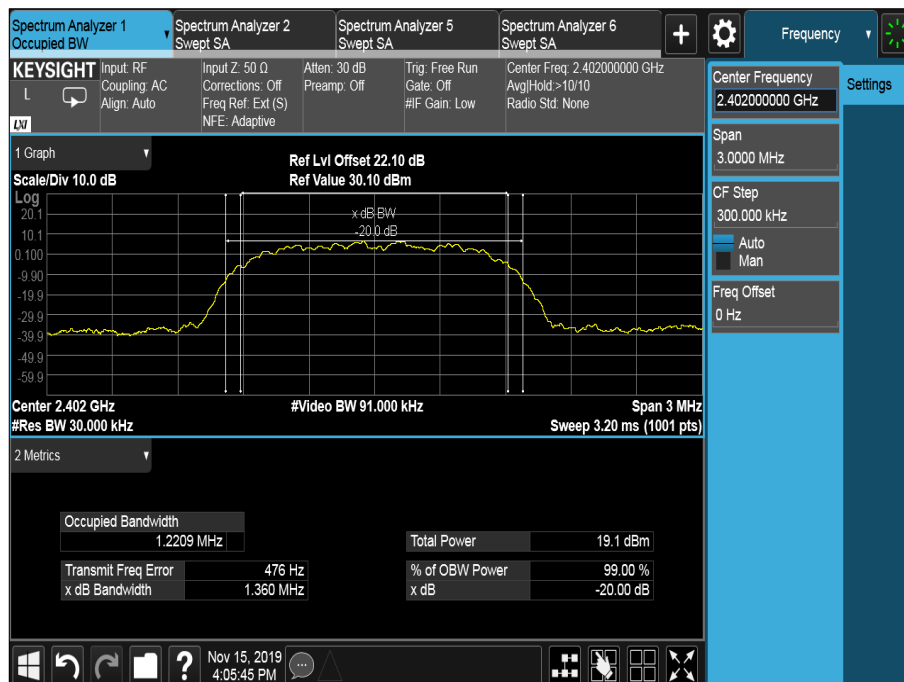 Spectrum Analyzer 1
Occupied BW
Spectrum Analyzer 2
Swept SA
Spectrum Analyzer 5
Swept SA
Spectrum Analyzer 6
Swept SA
Frequency
KEYSIGHT
L
LXI
Input: RF
Coupling: AC
Align: Auto
Input Z: 50 Ω
Corrections: Off
Freq Ref: Ext (S)
NFE: Adaptive
Atten: 30 dB
Preamp: Off
Trig: Free Run
Gate: Off
#IF Gain: Low
Center Freq: 2.402000000 GHz
Avg|Hold:>10/10
Radio Std: None
Center Frequency
2.402000000 GHz
Settings
Span
3.0000 MHz
CF Step
300.000 kHz
Auto
Man
Freq Offset
0 Hz
1 Graph
Scale/Div 10.0 dB
Ref Lvl Offset 22.10 dB
Ref Value 30.10 dBm
Log
20.1
10.1
0.100
-9.90
-19.9
-29.9
-39.9
-49.9
-59.9
x dB BW
-20.0 dB
Center 2.402 GHz
#Video BW 91.000 kHz
Span 3 MHz
#Res BW 30.000 kHz
Sweep 3.20 ms (1001 pts)
2 Metrics
Occupied Bandwidth
1.2209 MHz
Total Power 19.1 dBm
Transmit Freq Error 476 Hz
% of OBW Power 99.00 %
x dB Bandwidth 1.360 MHz
x dB -20.00 dB
Nov 15, 2019
4:05:45 PM